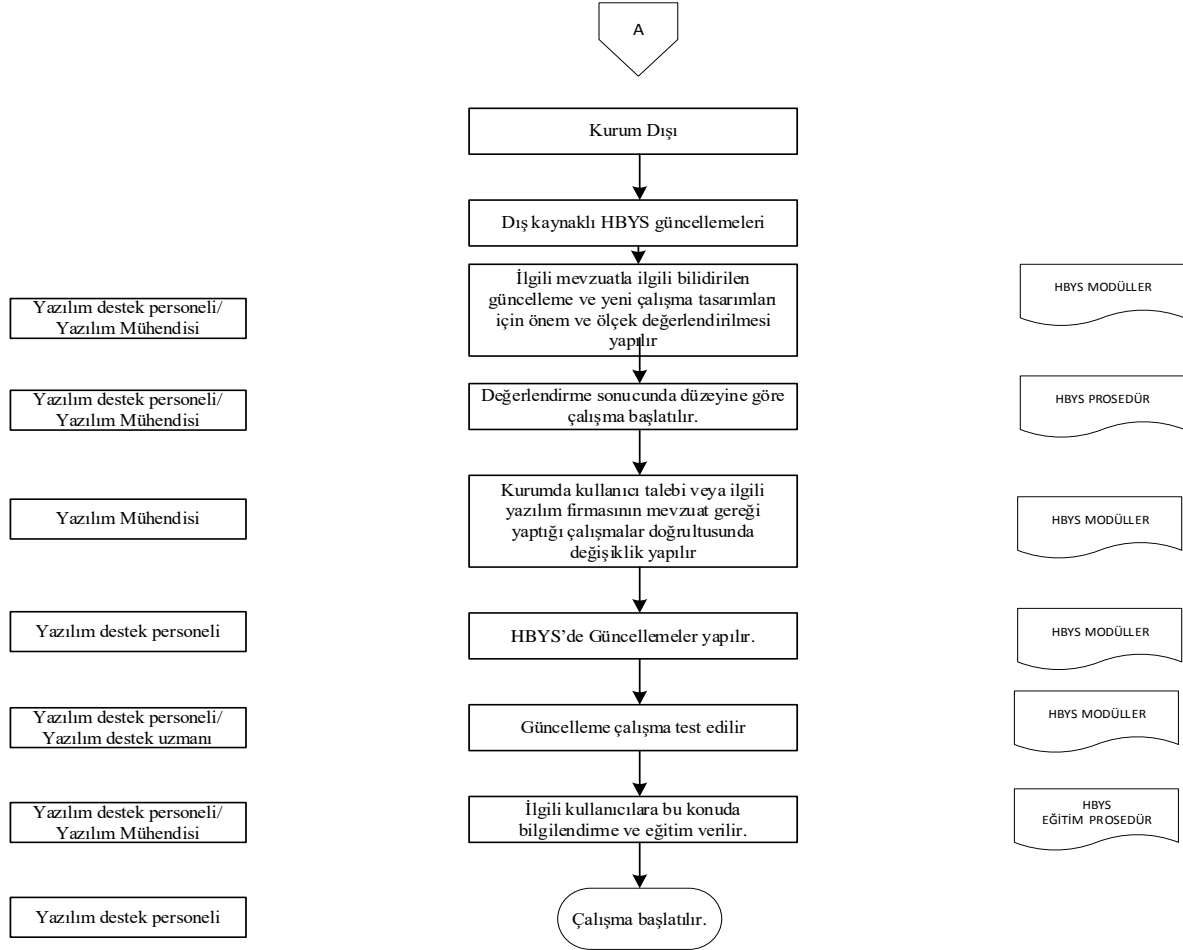 A
Kurum Dışı
Dış kaynaklı HBYS güncellemeleri
Yazılım destek personeli/
Yazılım Mühendisi
İlgili mevzuatla ilgili bilidirilen
güncelleme ve yeni çalışma tasarımları
için önem ve ölçek değerlendirilmesi
yapılır
HBYS MODÜLLER
Yazılım destek personeli/
Yazılım Mühendisi
Değerlendirme sonucunda düzeyine göre
çalışma başlatılır.
HBYS PROSEDÜR
Yazılım Mühendisi
Kurumda kullanıcı talebi veya ilgili
yazılım firmasının mevzuat gereği
yaptığı çalışmalar doğrultusunda
değişiklik yapılır
HBYS MODÜLLER
Yazılım destek personeli
HBYS’de Güncellemeler yapılır.
HBYS MODÜLLER
Yazılım destek personeli/
Yazılım destek uzmanı
Güncelleme çalışma test edilir
HBYS MODÜLLER
Yazılım destek personeli/
Yazılım Mühendisi
İlgili kullanıcılara bu konuda
bilgilendirme ve eğitim verilir.
HBYS
EĞİTİM PROSEDÜR
Yazılım destek personeli
Çalışma başlatılır.